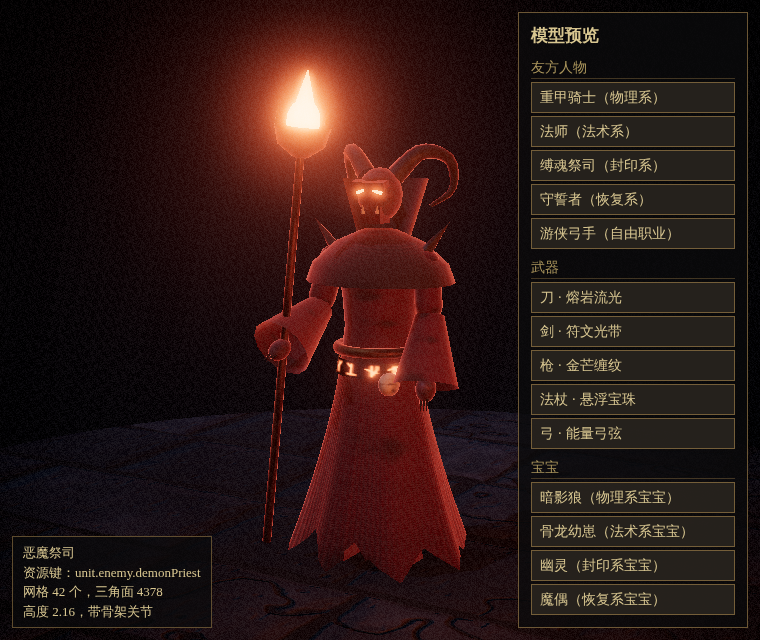 模型预览
友方人物
重甲骑士（物理系）
法师（法术系）
缚魂祭司（封印系）
守誓者（恢复系）
游侠弓手（自由职业）
武器
刀 · 熔岩流光
剑 · 符文光带
枪 · 金芒缠纹
法杖 · 悬浮宝珠
弓 · 能量弓弦
宝宝
暗影狼（物理系宝宝）
骨龙幼崽（法术系宝宝）
幽灵（封印系宝宝）
魔偶（恢复系宝宝）
恶魔祭司
资源键：unit.enemy.demonPriest
网格 42 个，三角面 4378
高度 2.16，带骨架关节